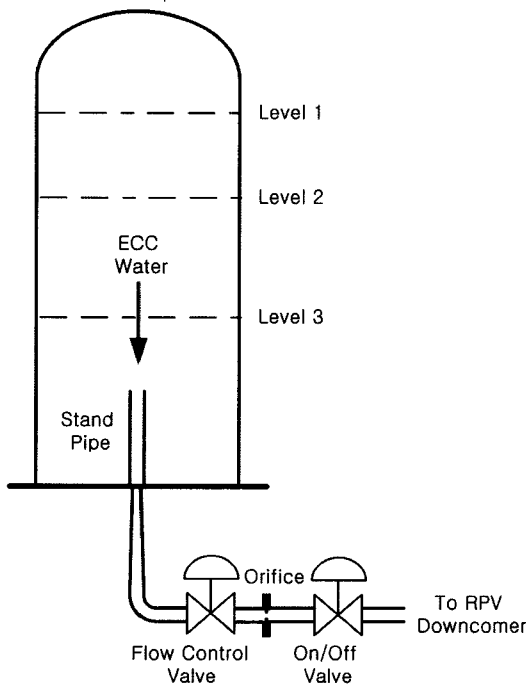 Level 1
Level 2
ECC
Water
Level 3
Stand
Pipe
Orifice
To RPV
Downcomer
Flow Control
Valve
On/Off
Valve